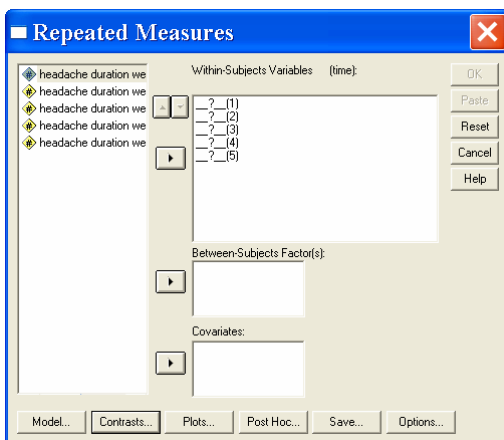 Repeated Measures
headache duration we
headache duration we
headache duration we
headache duration we
headache duration we
Within-Subjects Variables (time):
__?__(1)
__?__(2)
__?__(3)
__?__(4)
__?__(5)
Between-Subjects Factor(s):
Covariates:
OK
Paste
Reset
Cancel
Help
Model... Contrasts... Plots... Post Hoc... Save... Options...